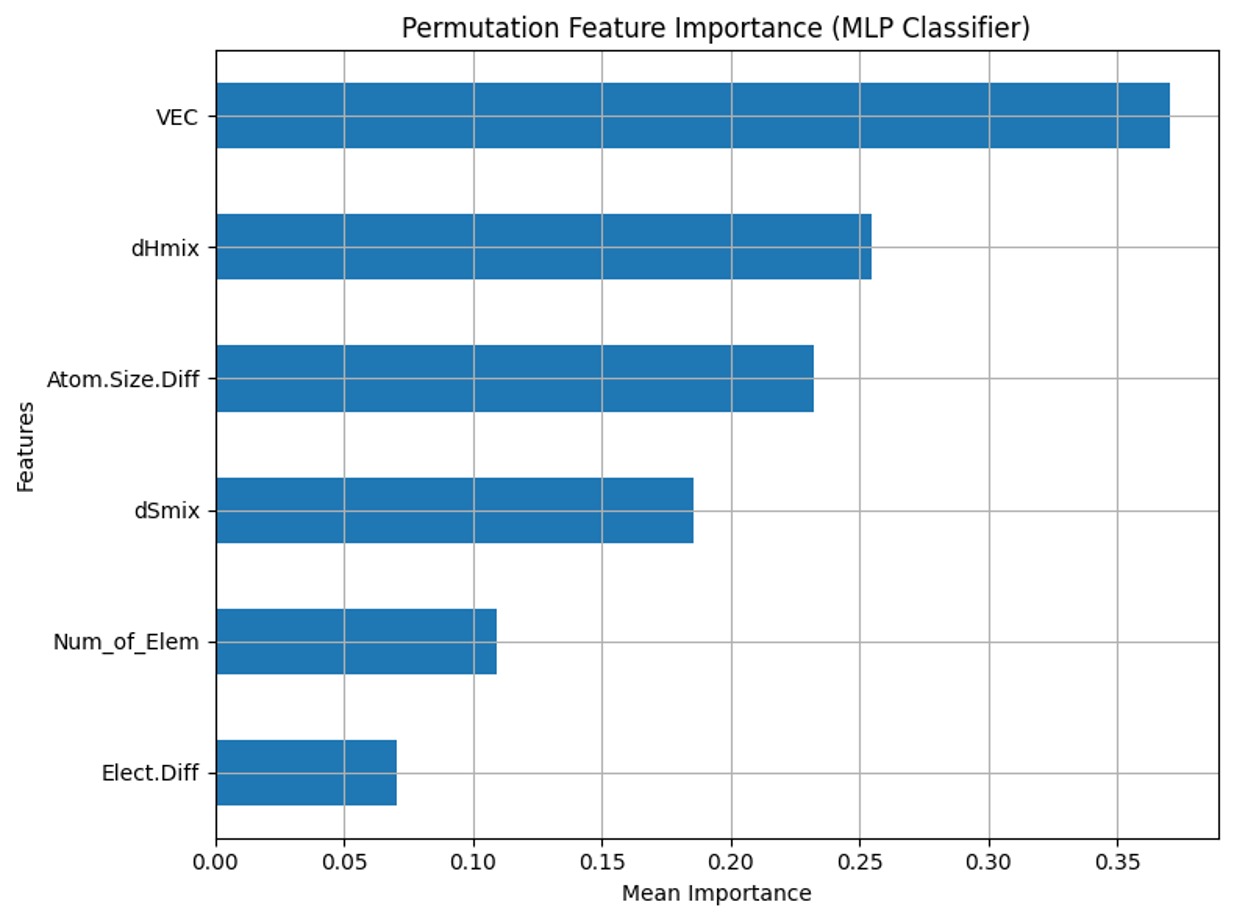 Permutation Feature Importance (MLP Classifier)
VEC
dHmix
Atom.Size.Diff
dSmix
Num_of_Elem
Elect.Diff
Features
0.00 0.05 0.10 0.15 0.20 0.25 0.30 0.35
Mean Importance